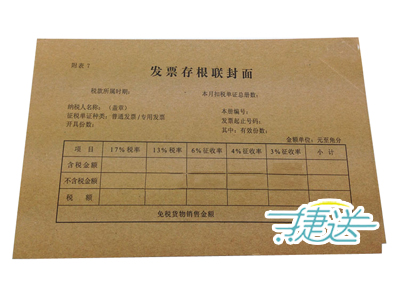 附表5
发票存根联封面
税款所属时期： 本月扣税单证总份数：
纳税人名称：（盖章） 本册编号：
征税单证种类：普通发票/专用发票 发票起止号码：
开具份数： 其中：有效份数：
金额单位：元至角分
项 目 17%税率 13%税率 6%征收率 4%征收率 3%征收率 小 计
含税金额
不含税金额
税 额
免税货物销售金额
捷送